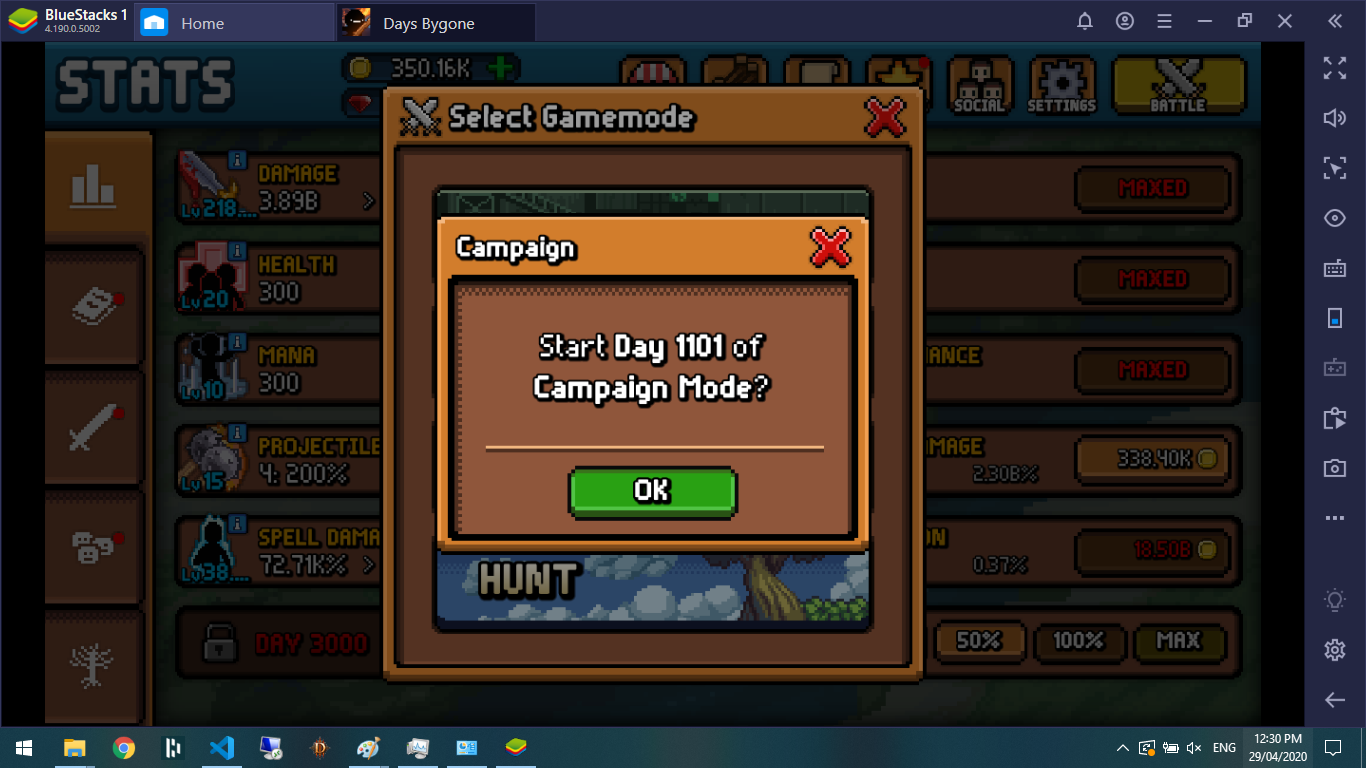 BlueStacks 1
4.190.0.5002
Home
Days Bygone
STATS
350.16K
SOCIAL
SETTINGS
BATTLE
Select Gamemode
DAMAGE
3.89B
Lv218....
MAXED
HEALTH
300
Lv20
MAXED
MANA
300
Lv10
MAXED
PROJECTILE
4: 200%
Lv15
338.40K
2.30B%
SPELL DAMA
72.71K%
Lv38....
0.37%
18.50B
DAY 3000
50%
100%
MAX
Campaign
Start Day 1101 of
Campaign Mode?
OK
HUNT
ENG
12:30 PM
29/04/2020